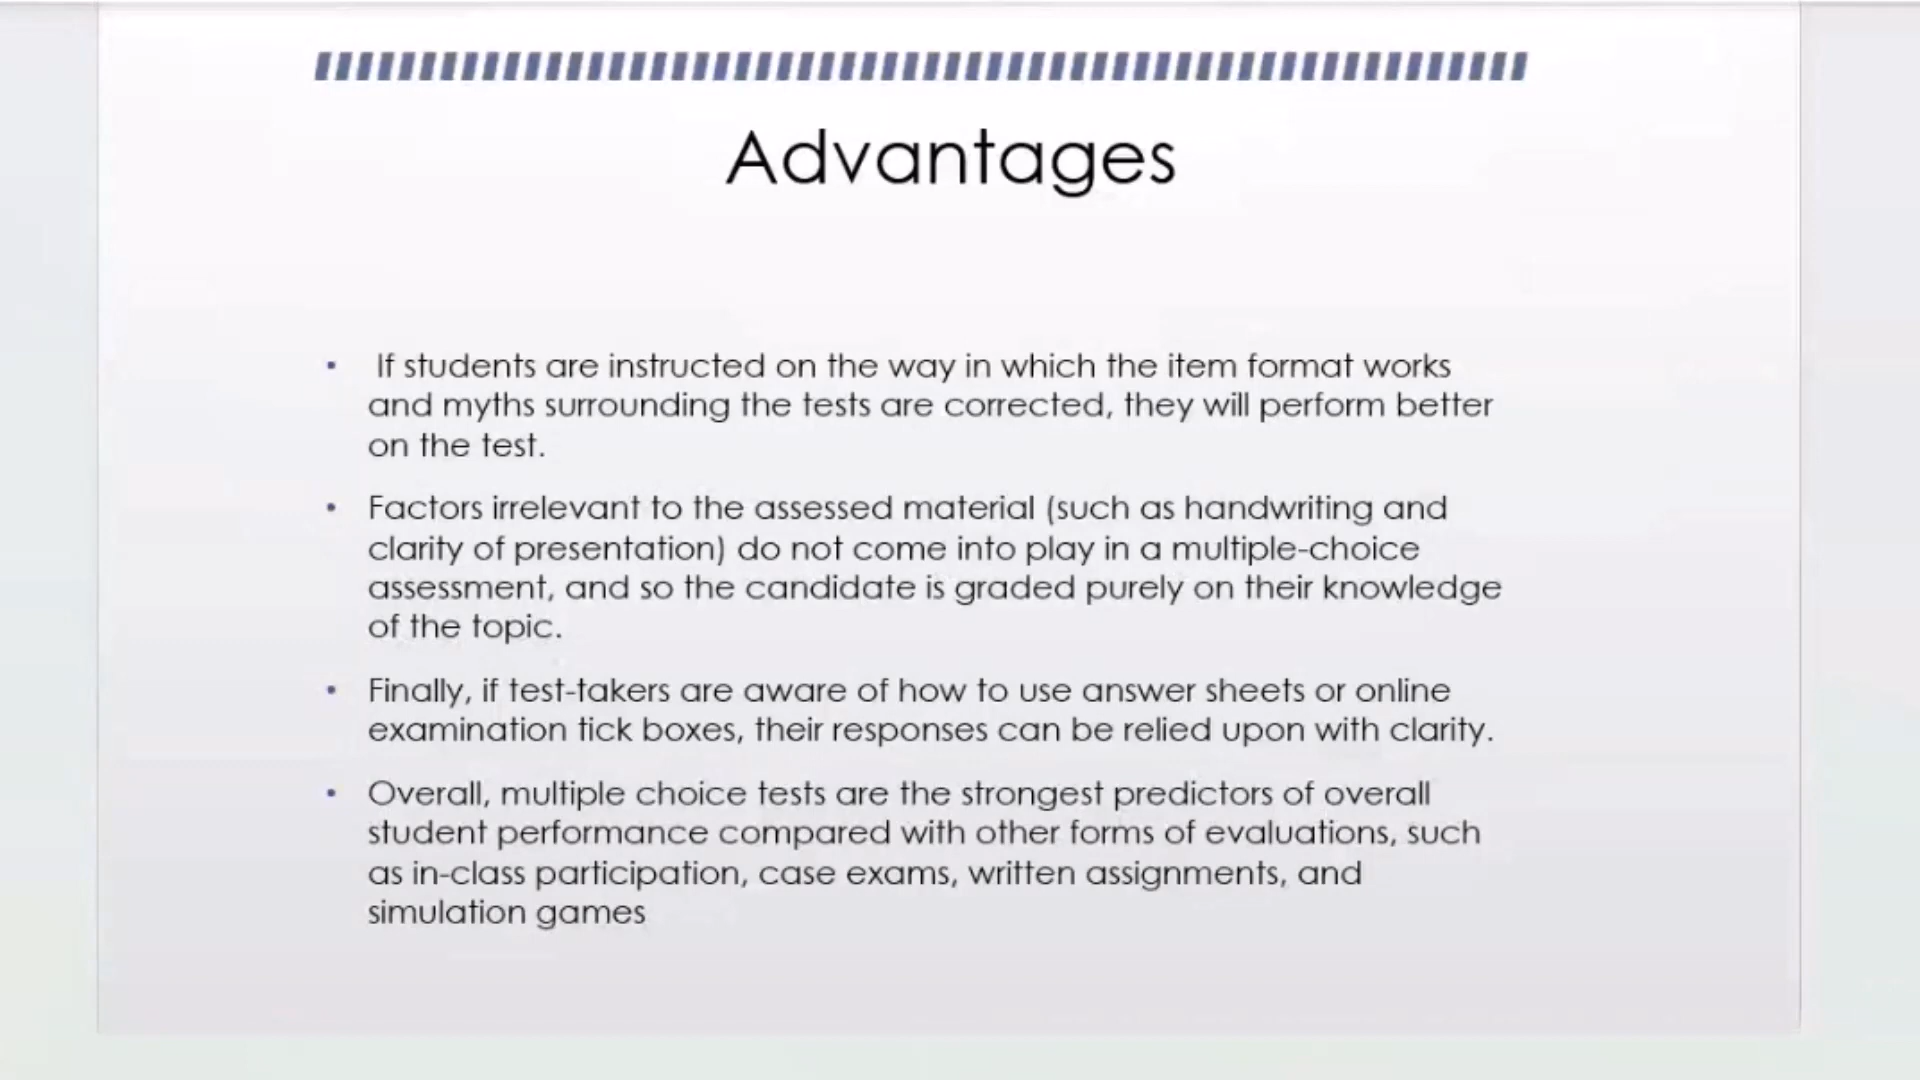 Advantages
• If students are instructed on the way in which the item format works
and myths surrounding the tests are corrected, they will perform better
on the test.
• Factors irrelevant to the assessed material (such as handwriting and
clarity of presentation) do not come into play in a multiple-choice
assessment, and so the candidate is graded purely on their knowledge
of the topic.
• Finally, if test-takers are aware of how to use answer sheets or online
examination tick boxes, their responses can be relied upon with clarity.
• Overall, multiple choice tests are the strongest predictors of overall
student performance compared with other forms of evaluations, such
as in-class participation, case exams, written assignments, and
simulation games